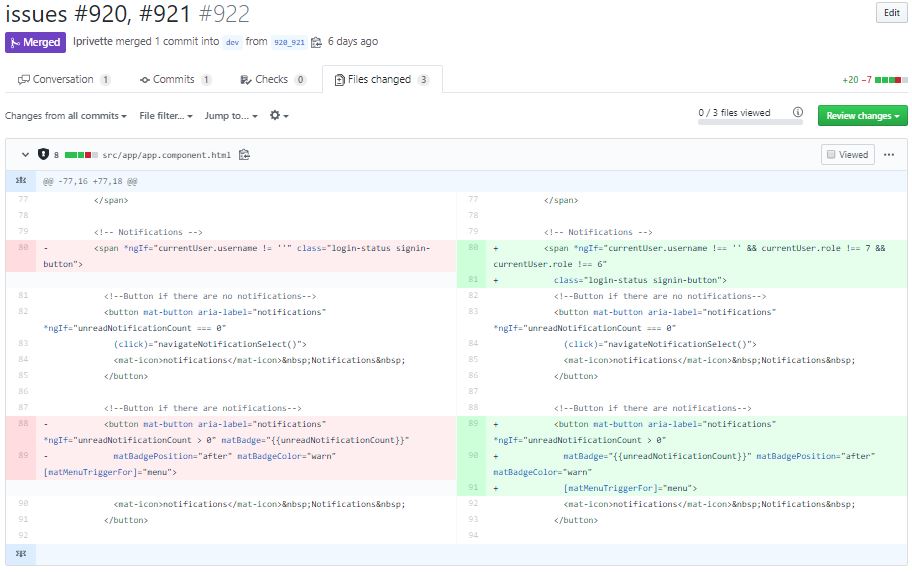 issues #920, #921 #922
Edit
Merged lprivette merged 1 commit into dev from 920_921 6 days ago
Conversation 1 Commits 1 Checks 0 Files changed 3 +20 −7
Changes from all commits File filter... Jump to... 0 / 3 files viewed Review changes
8 src/app/app.component.html Viewed ...
@@ -77,16 +77,18 @@
77 </span>
78
79 <!-- Notifications -->
80 - <span *ngIf="currentUser.username != ''" class="login-status signin-
button">
81 <!--Button if there are no notifications-->
82 <button mat-button aria-label="notifications"
*ngIf="unreadNotificationCount === 0"
83 (click)="navigateNotificationSelect()">
84 <mat-icon>notifications</mat-icon>&nbsp;Notifications&nbsp;
85 </button>
86
87 <!--Button if there are notifications-->
88 - <button mat-button aria-label="notifications"
*ngIf="unreadNotificationCount > 0" matBadge="{{unreadNotificationCount}}"
89 - matBadgePosition="after" matBadgeColor="warn"
[matMenuTriggerFor]="menu">
90 <mat-icon>notifications</mat-icon>&nbsp;Notifications&nbsp;
91 </button>
92
77 </span>
78
79 <!-- Notifications -->
80 + <span *ngIf="currentUser.username !== '' && currentUser.role !== 7 &&
currentUser.role !== 6"
81 + class="login-status signin-button">
82 <!--Button if there are no notifications-->
83 <button mat-button aria-label="notifications"
*ngIf="unreadNotificationCount === 0"
84 (click)="navigateNotificationSelect()">
85 <mat-icon>notifications</mat-icon>&nbsp;Notifications&nbsp;
86 </button>
87
88 <!--Button if there are notifications-->
89 + <button mat-button aria-label="notifications"
*ngIf="unreadNotificationCount > 0"
90 + matBadge="{{unreadNotificationCount}}" matBadgePosition="after"
matBadgeColor="warn"
91 + [matMenuTriggerFor]="menu">
92 <mat-icon>notifications</mat-icon>&nbsp;Notifications&nbsp;
93 </button>
94